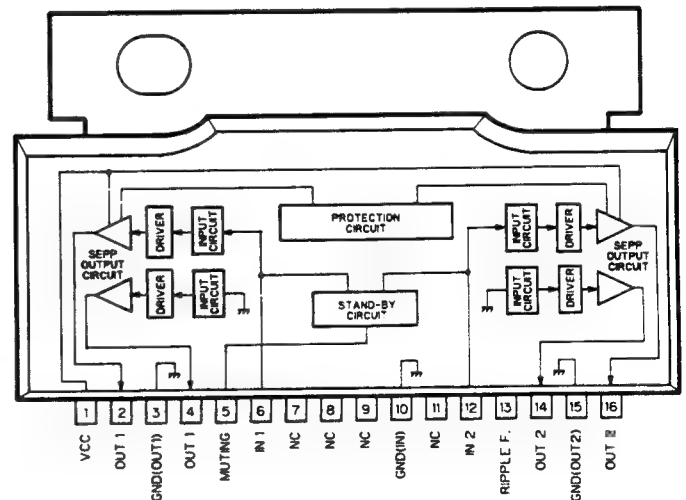 PROTECTION
CIRCUIT
STAND-BY
CIRCUIT
SEPP
OUTPUT
CIRCUIT
DRIVER
INPUT
CIRCUIT
DRIVER
INPUT
CIRCUIT
INPUT
CIRCUIT
DRIVER
SEPP
OUTPUT
CIRCUIT
INPUT
CIRCUIT
DRIVER
1 2 3 4 5 6 7 8 9 10 11 12 13 14 15 16
VCC
OUT 1
GND(OUT1)
OUT 1
MUTING
IN 1
NC
NC
NC
GND(IN)
NC
IN 2
RIPPLE F.
OUT 2
GND(OUT2)
OUT